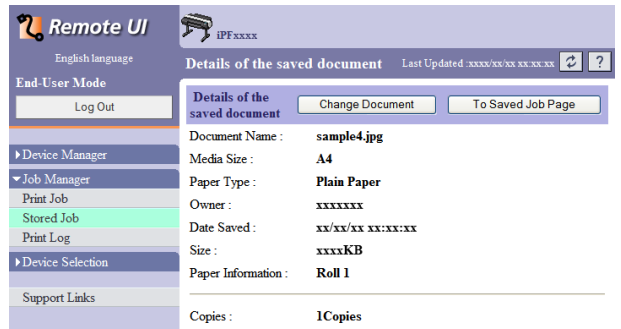 Remote UI
English language
End-User Mode
Log Out
Device Manager
Job Manager
Print Job
Stored Job
Print Log
Device Selection
Support Links
iPFxxxx
Details of the saved document Last Updated :xxxx/xx/xx xx:xx:xx ?
Details of the
saved document Change Document To Saved Job Page
Document Name : sample4.jpg
Media Size : A4
Paper Type : Plain Paper
Owner : xxxxxxx
Date Saved : xx/xx/xx xx:xx:xx
Size : xxxxKB
Paper Information : Roll 1
Copies : 1Copies